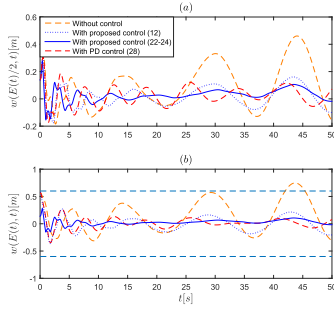 (a)
w(E(t)/2, t)[m]
0.6
0.4
0.2
0
-0.2
Without control
With proposed control (12)
With proposed control (22-24)
With PD control (28)
0 5 10 15 20 25 30 35 40 45 50
(b)
w(E(t), t)[m]
1
0.5
0
-0.5
-1
0 5 10 15 20 25 30 35 40 45 50
t[s]